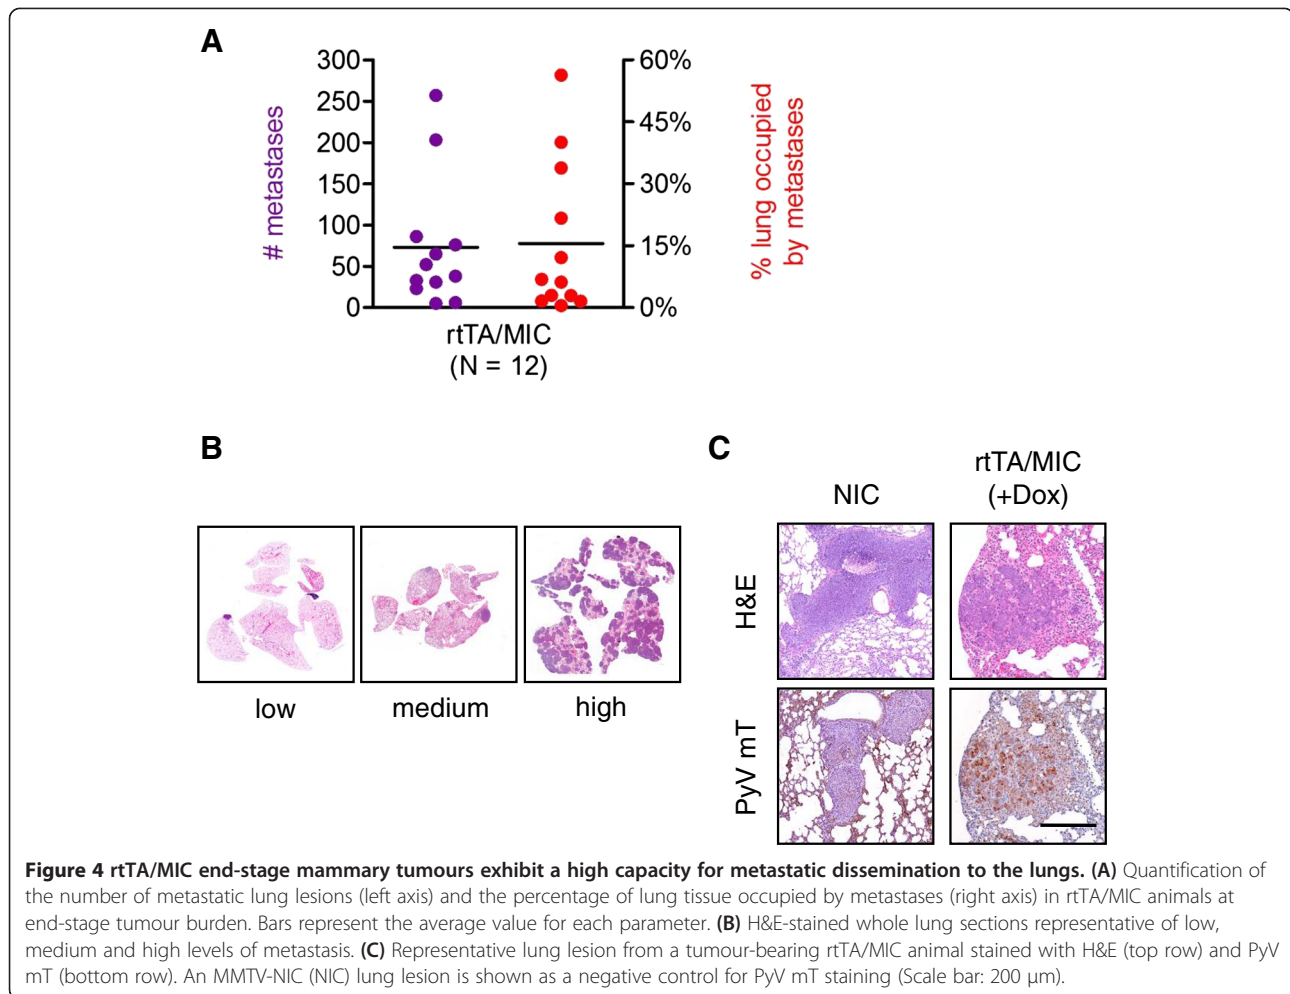 A
300
250
200
150
100
50
0
# metastases
60%
45%
30%
15%
0%
% lung occupied
by metastases
rtTA/MIC
(N = 12)
B
low
medium
high
C
NIC
rtTA/MIC
(+Dox)
H&E
PyV mT
Figure 4 rtTA/MIC end-stage mammary tumours exhibit a high capacity for metastatic dissemination to the lungs. (A) Quantification of
the number of metastatic lung lesions (left axis) and the percentage of lung tissue occupied by metastases (right axis) in rtTA/MIC animals at
end-stage tumour burden. Bars represent the average value for each parameter. (B) H&E-stained whole lung sections representative of low,
medium and high levels of metastasis. (C) Representative lung lesion from a tumour-bearing rtTA/MIC animal stained with H&E (top row) and PyV
mT (bottom row). An MMTV-NIC (NIC) lung lesion is shown as a negative control for PyV mT staining (Scale bar: 200 μm).